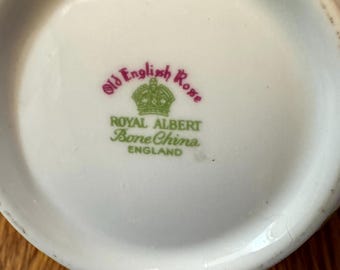 Old English Rose
ROYAL ALBERT
Bone China
ENGLAND